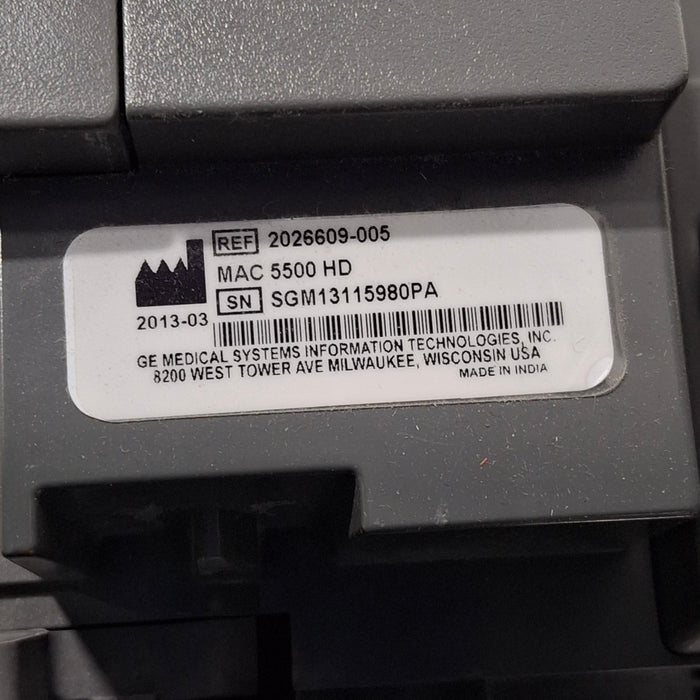 REF 2026609-005
MAC 5500 HD
SN SGM13115980PA
2013-03
GE MEDICAL SYSTEMS INFORMATION TECHNOLOGIES, INC.
8200 WEST TOWER AVE MILWAUKEE, WISCONSIN USA
MADE IN INDIA